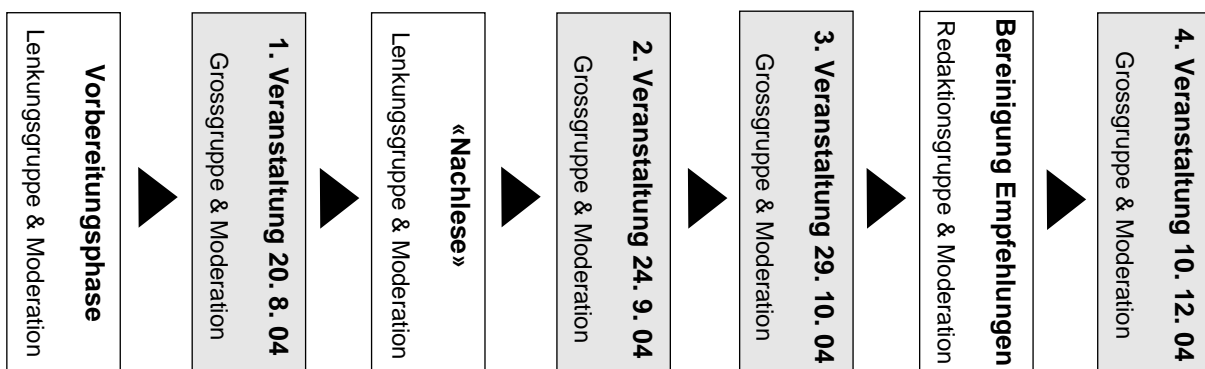 Vorbereitungsphase
Lenkungsgruppe & Moderation
1. Veranstaltung 20. 8. 04
Grossgruppe & Moderation
«Nachlese»
Lenkungsgruppe & Moderation
2. Veranstaltung 24. 9. 04
Grossgruppe & Moderation
3. Veranstaltung 29. 10. 04
Grossgruppe & Moderation
Bereinigung Empfehlungen
Redaktionsgruppe & Moderation
4. Veranstaltung 10. 12. 04
Grossgruppe & Moderation